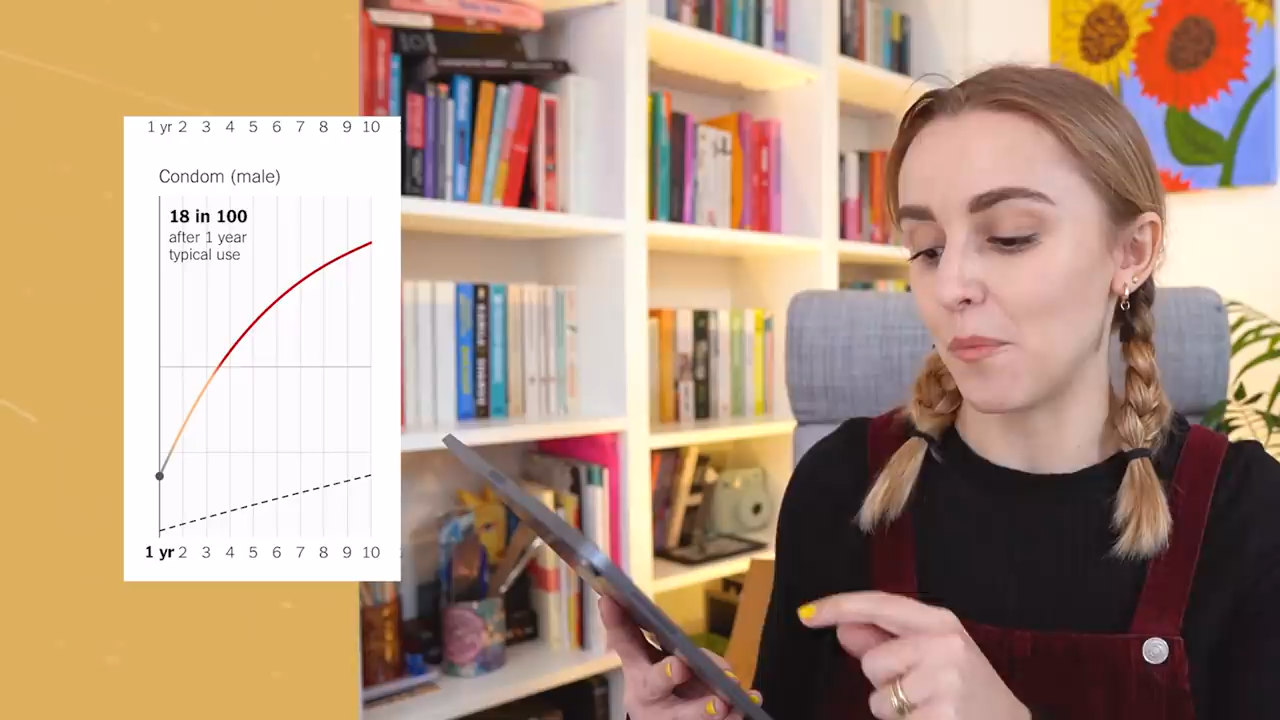 1 yr 2 3 4 5 6 7 8 9 10
Condom (male)
18 in 100
after 1 year
typical use
1 yr 2 3 4 5 6 7 8 9 10